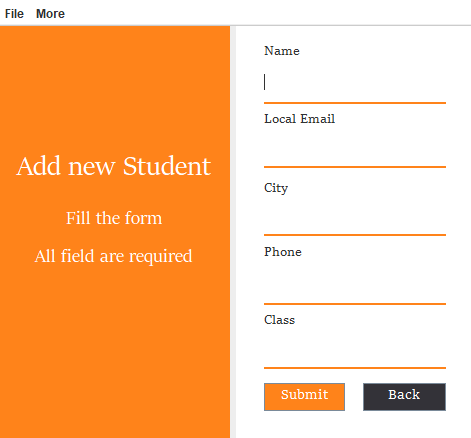 File More
Add new Student
Fill the form
All field are required
Name
Local Email
City
Phone
Class
Submit Back